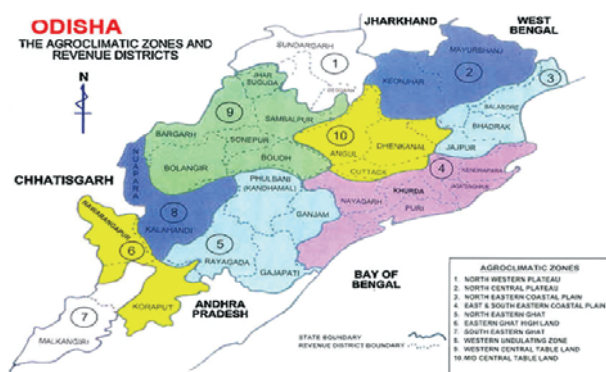 ODISHA
THE AGROCLIMATIC ZONES AND
REVENUE DISTRICTS
N
JHARKHAND
WEST
BENGAL
SUNDARGARH
1
DEOGARH
MAYURBHANJ
KEONJHAR
2
3
BALASORE
BHADRAK
JAJPUR
JHAR
SUGUDA
9
SAMBALPUR
BARGARH
SONEPUR
BOLANGIR
BOUDH
10
ANGUL
DHENKANAL
CUTTACK
4
KENDRAPARA
NAYAGARH
KHURDA
PURI
NUAPARA
CHHATISGARH
8
KALAHANDI
PHULBANI
(KANDHAMAL)
GANJAM
5
RAYAGADA
GAJAPATI
NAWARANGAPUR
6
KORAPUT
7
MALKANGIRI
ANDHRA
PRADESH
BAY OF
BENGAL
STATE BOUNDARY
REVENUE DISTRICT BOUNDARY
AGROCLIMATIC ZONES
1 NORTH WESTERN PLATEAU
2 NORTH CENTRAL PLATEAU
3 NORTH EASTERN COASTAL PLAIN
4 EAST & SOUTH EASTERN COASTAL PLAIN
5 NORTH EASTERN GHAT
6 EASTERN GHAT HIGH LAND
7 SOUTH EASTERN GHAT
8 WESTERN UNDULATING ZONE
9 WESTERN CENTRAL TABLE LAND
10 MID CENTRAL TABLE LAND